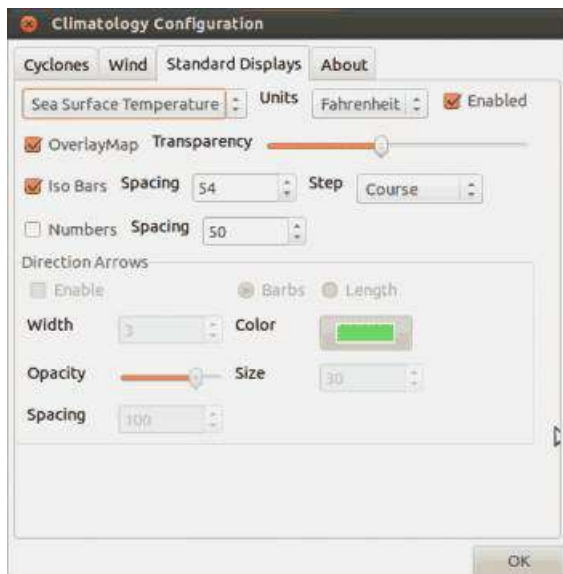 Climatology Configuration
Cyclones Wind Standard Displays About
Sea Surface Temperature Units Fahrenheit Enabled
OverlayMap Transparency
Iso Bars Spacing 54 Step Course
Numbers Spacing 50
Direction Arrows
Enable Barbs Length
Width 3 Color
Opacity Size 30
Spacing 100
OK